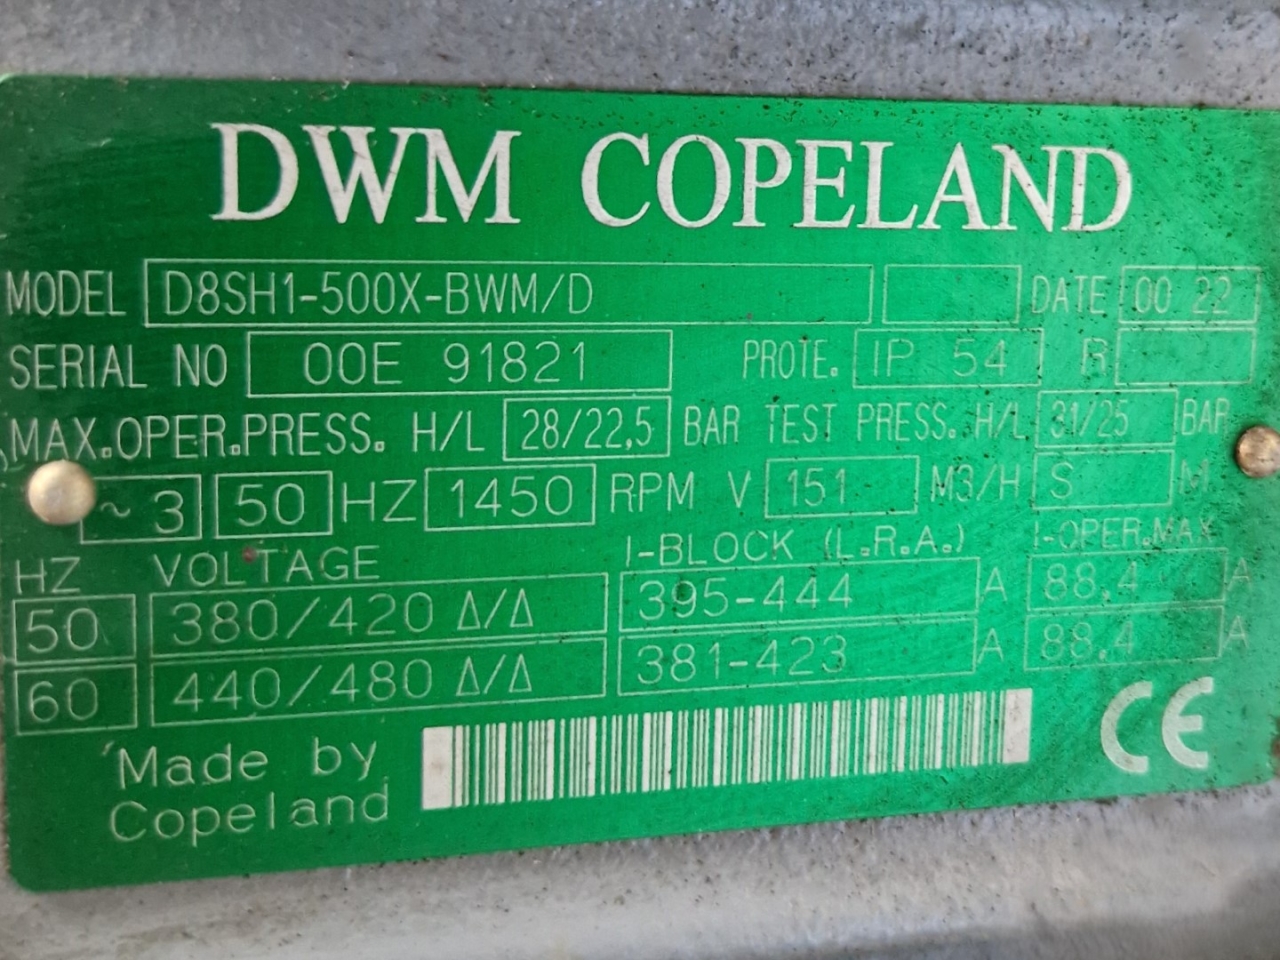 DWM COPELAND
MODEL D8SH1-500X-BWM/D DATE 00 22
SERIAL NO 00E 91821 PROTE. IP 54 R
MAX.OPER.PRESS. H/L 28/22,5 BAR TEST PRESS. H/L 31/25 BAR
~ 3 50 HZ 1450 RPM V 151 M3/H S M.
HZ VOLTAGE I-BLOCK (L.R.A.) I-OPER.MAX
50 380/420 Δ/Δ 395-444 A 88.4 A
60 440/480 Δ/Δ 381-423 A 88.4 A
Made by
Copeland
CE